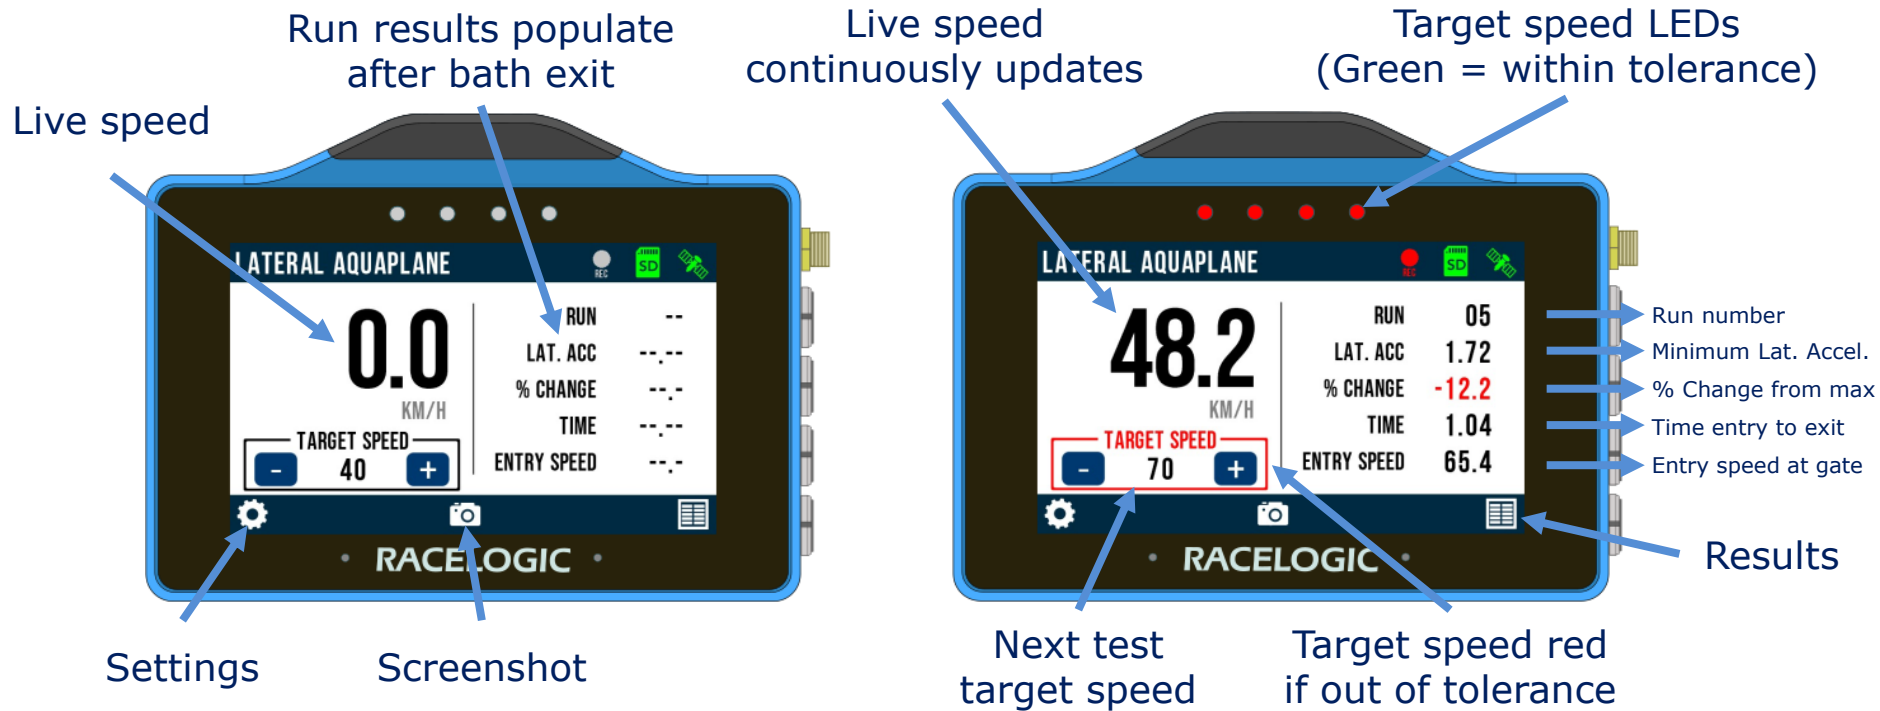 Run results populate
after bath exit
Live speed
continuously updates
Target speed LEDs
(Green = within tolerance)
Live speed
LATERAL AQUAPLANE
REC
SD
0.0
KM/H
TARGET SPEED
-
40
+
RUN --
LAT. ACC --.--
% CHANGE --.-
TIME --.--
ENTRY SPEED --.-
RACELOGIC
LATERAL AQUAPLANE
REC
SD
48.2
KM/H
TARGET SPEED
-
70
+
RUN 05
LAT. ACC 1.72
% CHANGE -12.2
TIME 1.04
ENTRY SPEED 65.4
RACELOGIC
Run number
Minimum Lat. Accel.
% Change from max
Time entry to exit
Entry speed at gate
Results
Settings
Screenshot
Next test
target speed
Target speed red
if out of tolerance